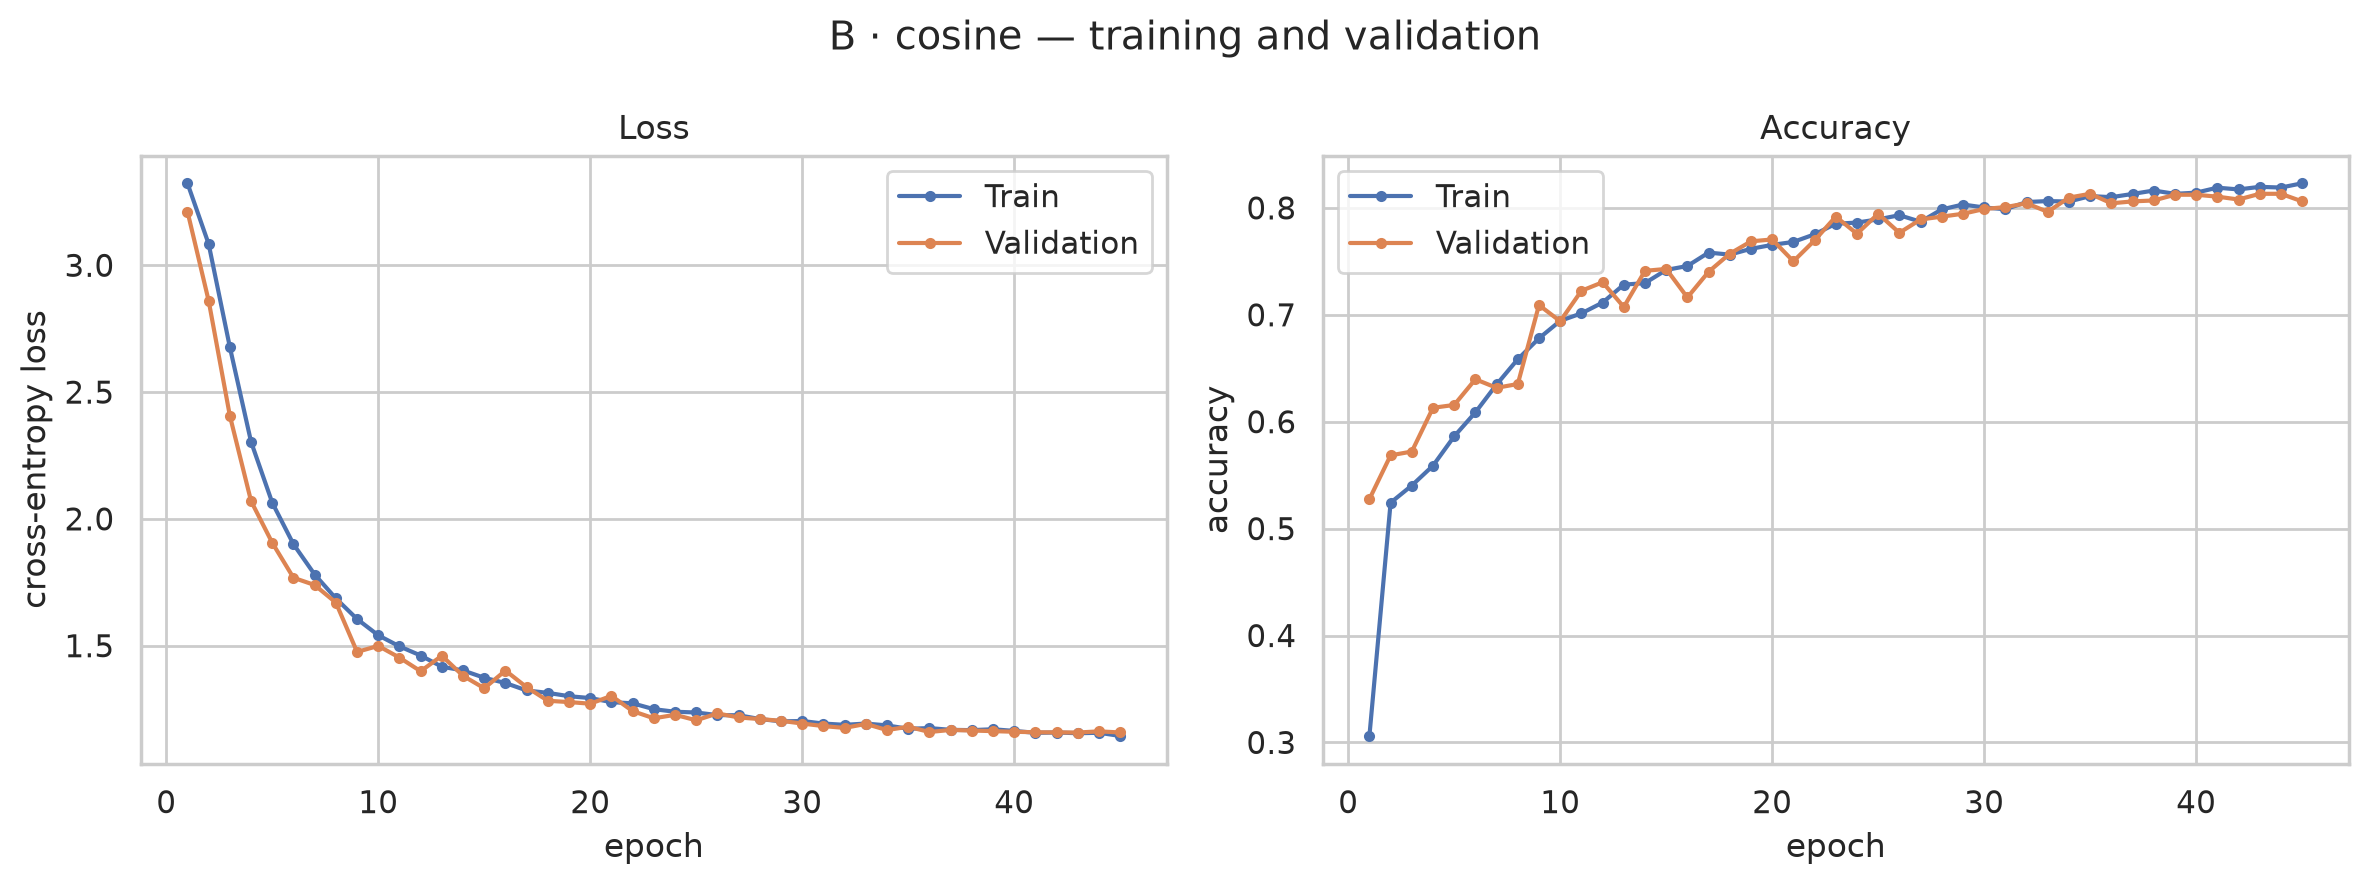 B · cosine — training and validation
Loss
Train
Validation
cross-entropy loss
3.0
2.5
2.0
1.5
0 10 20 30 40
epoch
Accuracy
Train
Validation
accuracy
0.8
0.7
0.6
0.5
0.4
0.3
0 10 20 30 40
epoch